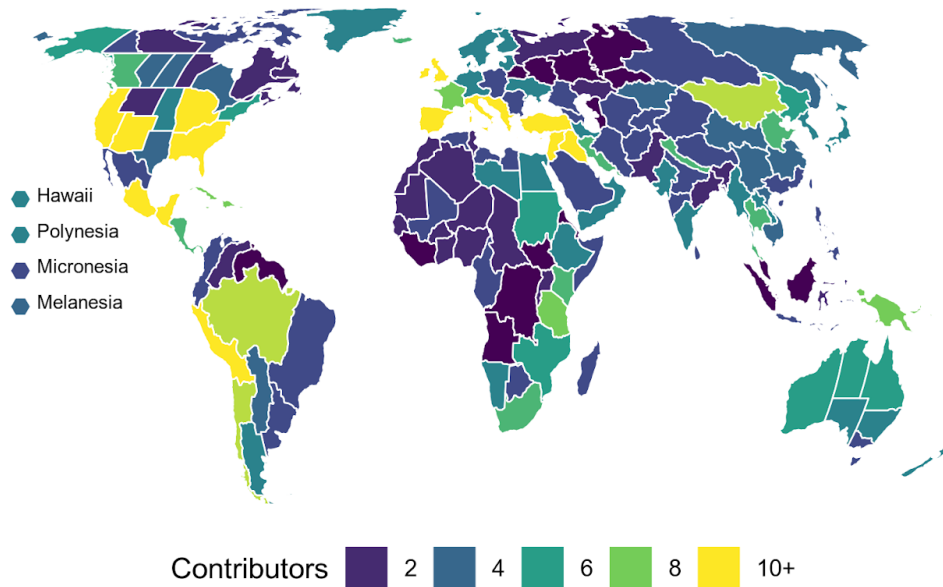 Hawaii
Polynesia
Micronesia
Melanesia
Contributors 2 4 6 8 10+